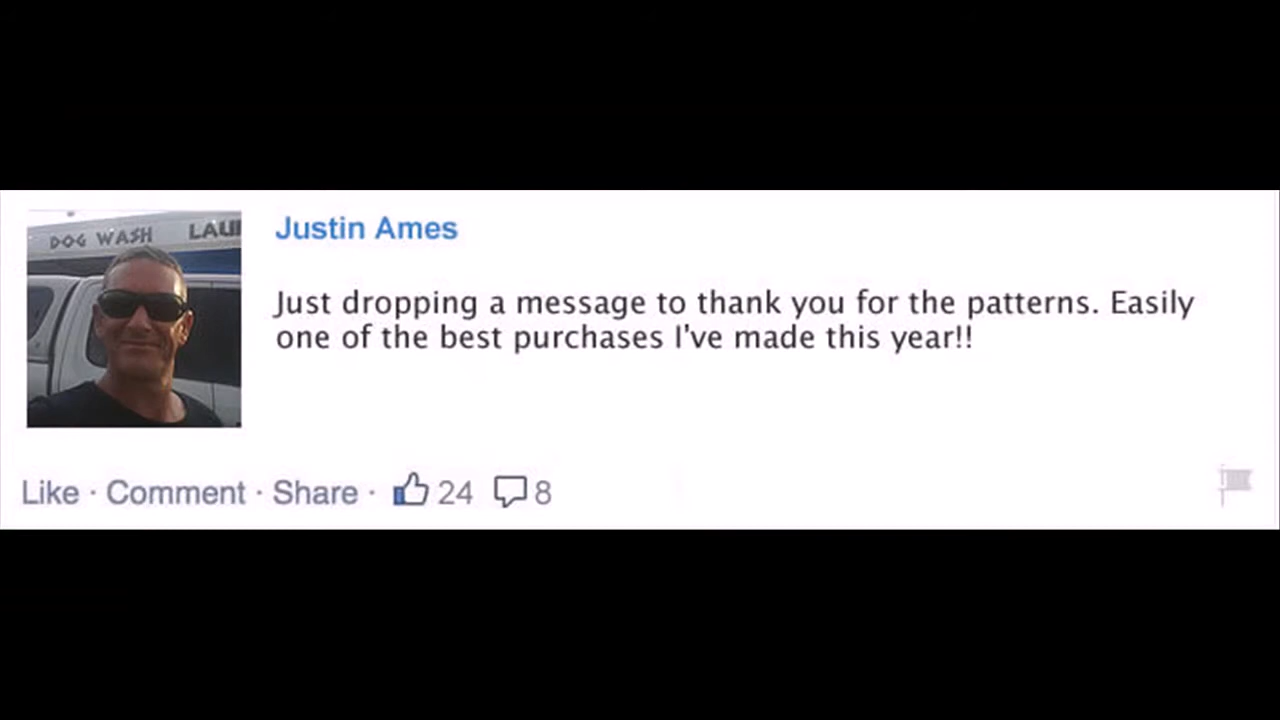 DOG WASH LAU
Justin Ames
Just dropping a message to thank you for the patterns. Easily
one of the best purchases I've made this year!!
Like · Comment · Share · 24 8